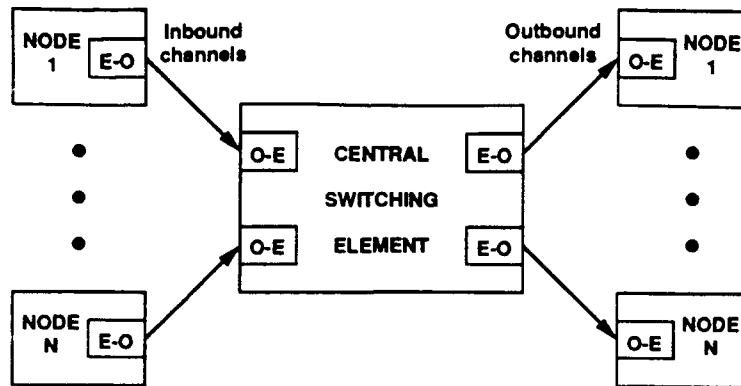 NODE
1
E-O
Inbound
channels
Outbound
channels
O-E
NODE
1
O-E
CENTRAL
E-O
SWITCHING
O-E
ELEMENT
E-O
NODE
N
E-O
O-E
NODE
N